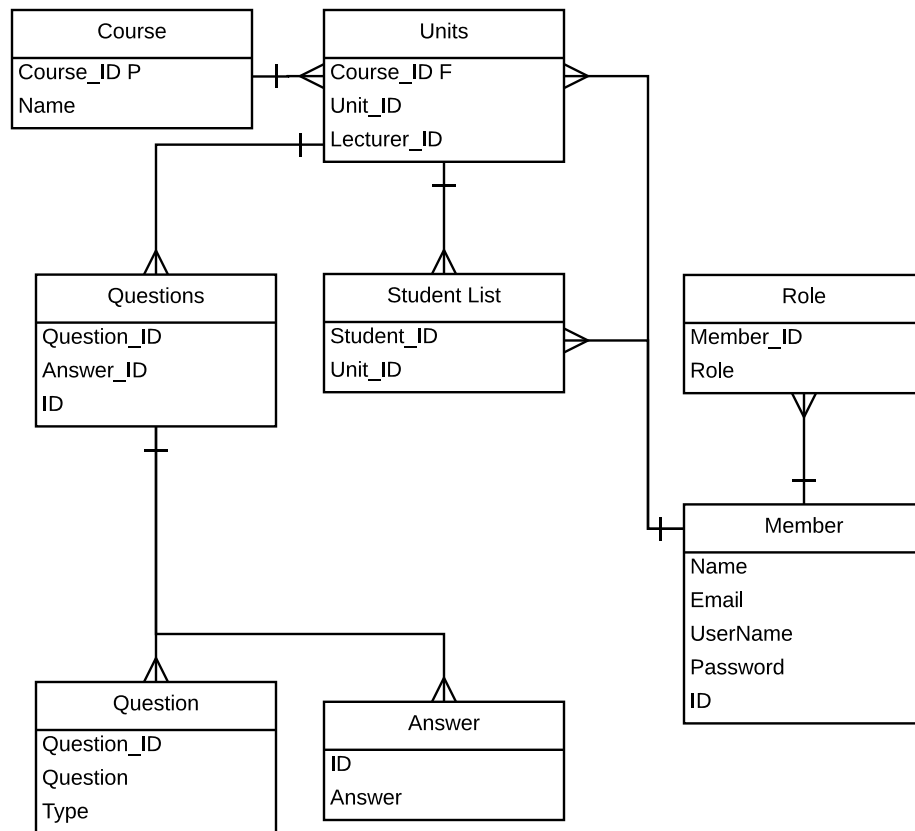 Course
Course_ID P
Name
Units
Course_ID F
Unit_ID
Lecturer_ID
Questions
Question_ID
Answer_ID
ID
Student List
Student_ID
Unit_ID
Role
Member_ID
Role
Member
Name
Email
UserName
Password
ID
Question
Question_ID
Question
Type
Answer
ID
Answer